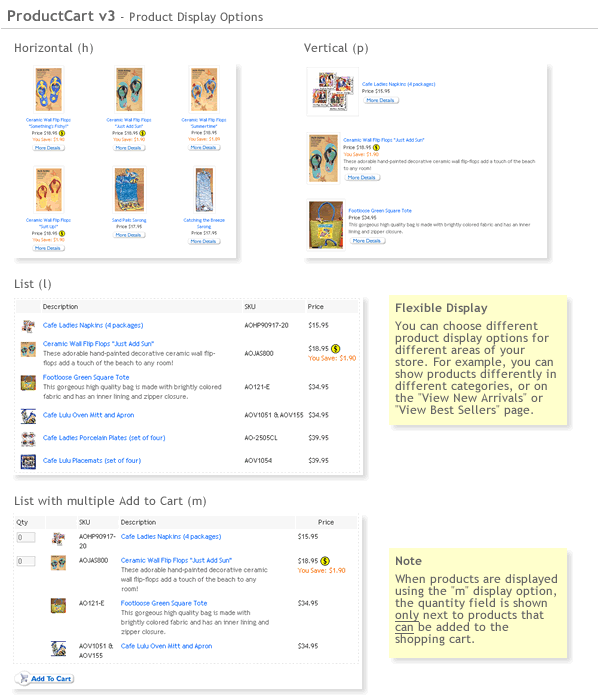 ProductCart v3 - Product Display Options
Horizontal (h)
Ceramic Wall Flip Flops
"Something's Fishy!"
Price $18.95
You Save: $1.90
More Details
Ceramic Wall Flip Flops
"Just Add Sun"
Price $18.95
You Save: $1.90
More Details
Ceramic Wall Flip Flops
"Summertime"
Price $18.95
You Save: $1.89
More Details
Ceramic Wall Flip Flops
"Suit Up!"
Price $18.95
You Save: $1.90
More Details
Sand Pails Sarong
Price $17.95
More Details
Catching the Breeze
Sarong
Price $17.95
More Details
Vertical (p)
Cafe Ladies Napkins (4 packages)
Price $15.95
More Details
Ceramic Wall Flip Flops "Just Add Sun"
Price $18.95
You Save: $1.90
These adorable hand-painted decorative ceramic wall flip-flops add a touch of the beach
to any room!
More Details
Footloose Green Square Tote
Price $34.95
This gorgeous high quality bag is made with brightly colored fabric and has an inner
lining and zipper closure.
More Details
List (l)
Description SKU Price
Cafe Ladies Napkins (4 packages) AOHP90917-20 $15.95
Ceramic Wall Flip Flops "Just Add Sun"
These adorable hand-painted decorative ceramic wall flip-
flops add a touch of the beach to any room!
AOJAS800
$18.95
You Save: $1.90
Footloose Green Square Tote
This gorgeous high quality bag is made with brightly colored
fabric and has an inner lining and zipper closure.
AO121-E $34.95
Cafe Lulu Oven Mitt and Apron AOV1051 & AOV155 $34.95
Cafe Ladies Porcelain Plates (set of four) AO-2505CL $39.95
Cafe Lulu Placemats (set of four) AOV1054 $39.95
Flexible Display
You can choose different
product display options for
different areas of your
store. For example, you can
show products differently in
different categories, or on
the "View New Arrivals" or
"View Best Sellers" page.
List with multiple Add to Cart (m)
Qty SKU Description Price
0 AOHP90917-
20
Cafe Ladies Napkins (4 packages) $15.95
0 AOJAS800 Ceramic Wall Flip Flops "Just Add Sun" $18.95
These adorable hand-painted decorative ceramic
wall flip-flops add a touch of the beach to any
room!
You Save: $1.90
AO121-E Footloose Green Square Tote $34.95
This gorgeous high quality bag is made with
brightly colored fabric and has an inner lining and
zipper closure.
AOV1051 &
AOV155
Cafe Lulu Oven Mitt and Apron $34.95
Add To Cart
Note
When products are displayed
using the "m" display option,
the quantity field is shown
only next to products that
can be added to the
shopping cart.